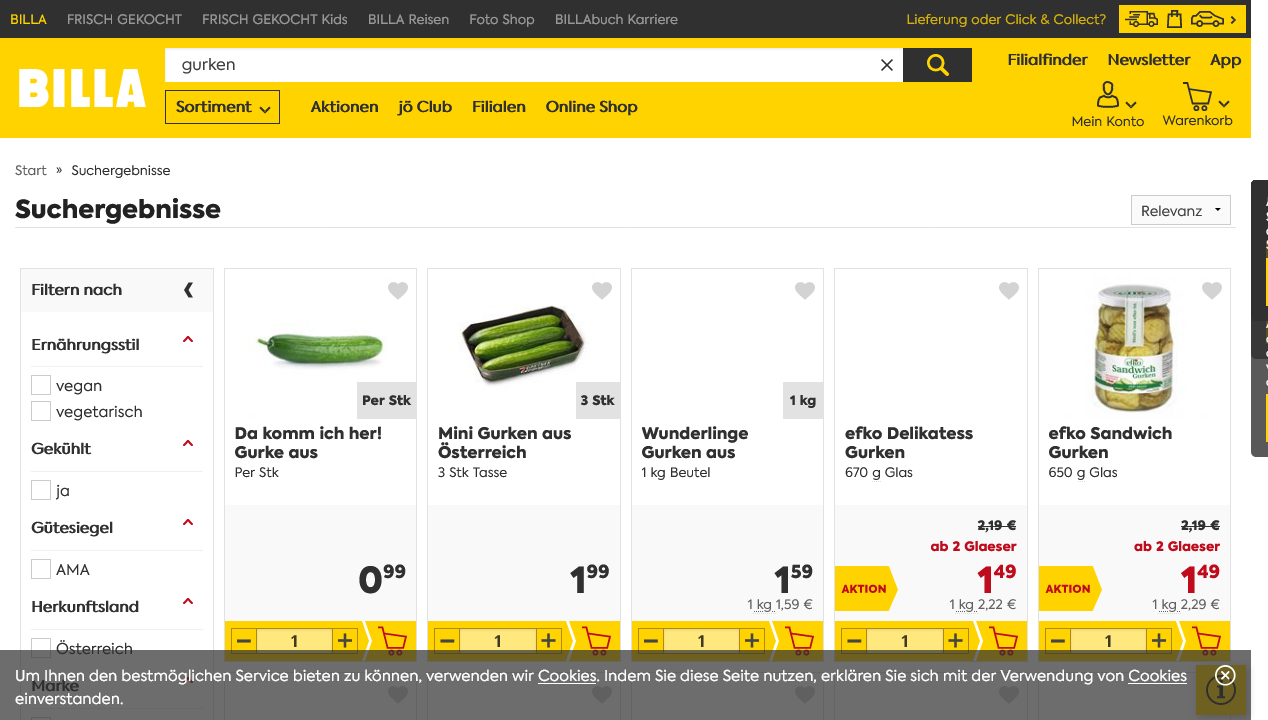 BILLA FRISCH GEKOCHT FRISCH GEKOCHT Kids BILLA Reisen Foto Shop BILLAbuch Karriere Lieferung oder Click & Collect?
BILLA
gurken
Filialfinder Newsletter App
Sortiment Aktionen jö Club Filialen Online Shop
Mein Konto Warenkorb
Start » Suchergebnisse
Suchergebnisse
Relevanz
Filtern nach
Ernährungsstil
vegan
vegetarisch
Gekühlt
ja
Gütesiegel
AMA
Herkunftsland
Österreich
Marke
Per Stk
Da komm ich her!
Gurke aus
Per Stk
0 99
1
3 Stk
Mini Gurken aus
Österreich
3 Stk Tasse
1 99
1
1 kg
Wunderlinge
Gurken aus
1 kg Beutel
1 59
1 kg 1,59 €
1
efko Delikatess
Gurken
670 g Glas
2,19 €
ab 2 Glaeser
AKTION
1 49
1 kg 2,22 €
1
efko
Sandwich
Gurken
efko Sandwich
Gurken
650 g Glas
2,19 €
ab 2 Glaeser
AKTION
1 49
1 kg 2,29 €
1
Um Ihnen den bestmöglichen Service bieten zu können, verwenden wir Cookies. Indem Sie diese Seite nutzen, erklären Sie sich mit der Verwendung von Cookies
einverstanden.